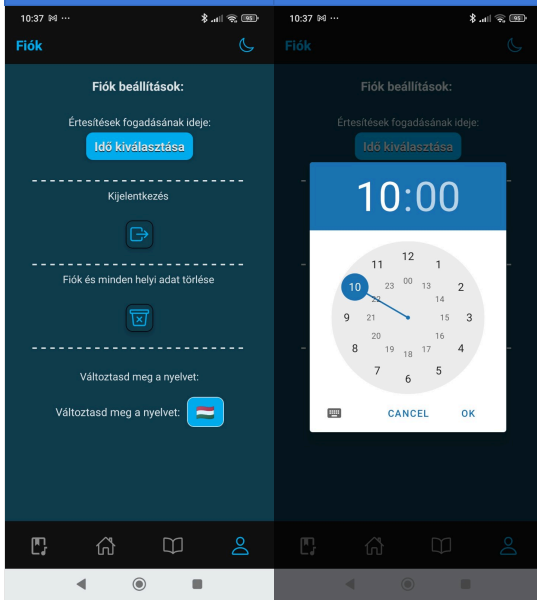 10:37
95
Fiók
Fiók beállítások:
Értesítések fogadásának ideje:
Idő kiválasztása
Kijelentkezés
Fiók és minden helyi adat törlése
Változtasd meg a nyelvet:
Változtasd meg a nyelvet:
10:37
95
Fiók
Fiók beállítások:
Értesítések fogadásának ideje:
Idő kiválasztása
10:00
12
11 1
00
23 13
10 2
22 14
9 21 15 3
20 16
8 19 17 4
18
7 5
6
CANCEL OK